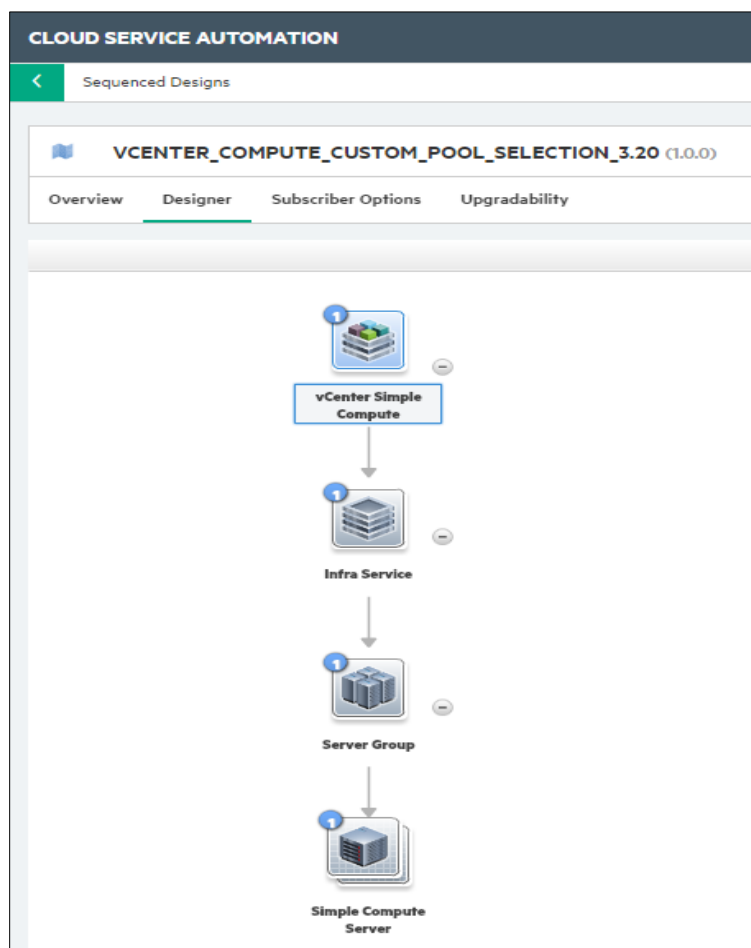 CLOUD SERVICE AUTOMATION
Sequenced Designs
VCENTER_COMPUTE_CUSTOM_POOL_SELECTION_3.20 (1.0.0)
Overview Designer Subscriber Options Upgradability
1
vCenter Simple
Compute
1
Infra Service
1
Server Group
1
Simple Compute
Server